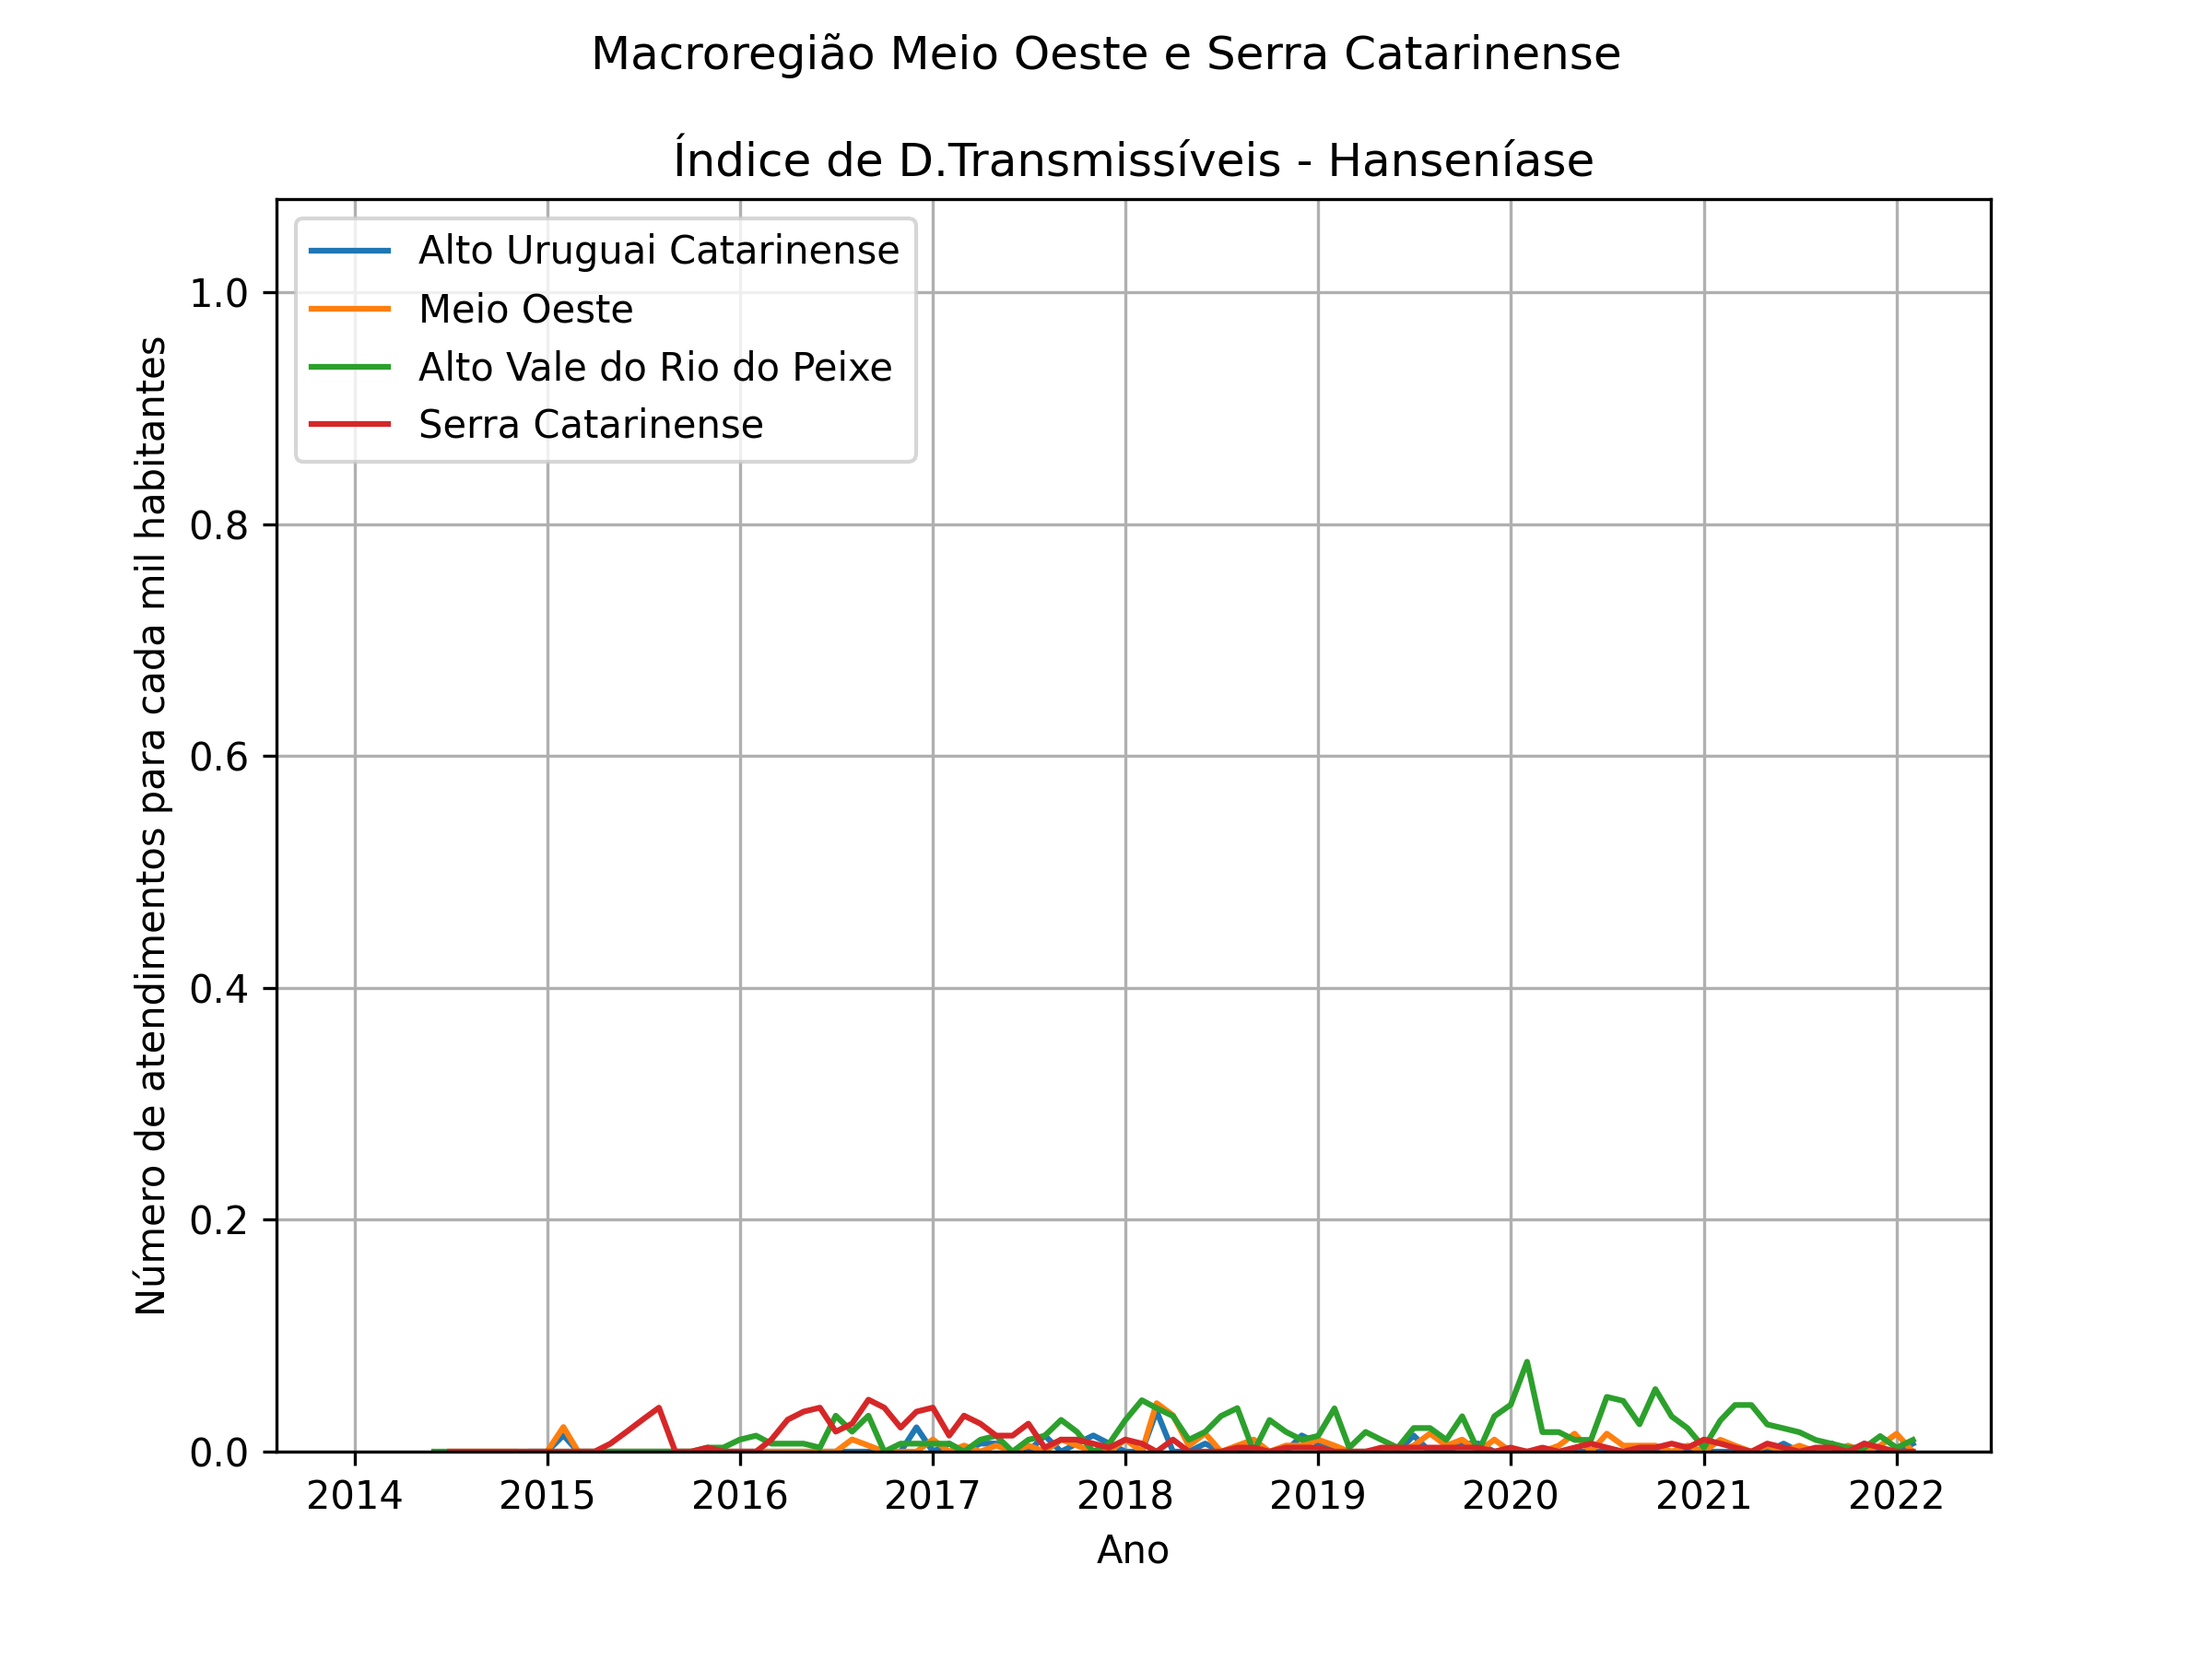 Macroregião Meio Oeste e Serra Catarinense
Índice de D.Transmissíveis - Hanseníase
Alto Uruguai Catarinense
Meio Oeste
Alto Vale do Rio do Peixe
Serra Catarinense
Número de atendimentos para cada mil habitantes
1.0
0.8
0.6
0.4
0.2
0.0
2014 2015 2016 2017 2018 2019 2020 2021 2022
Ano